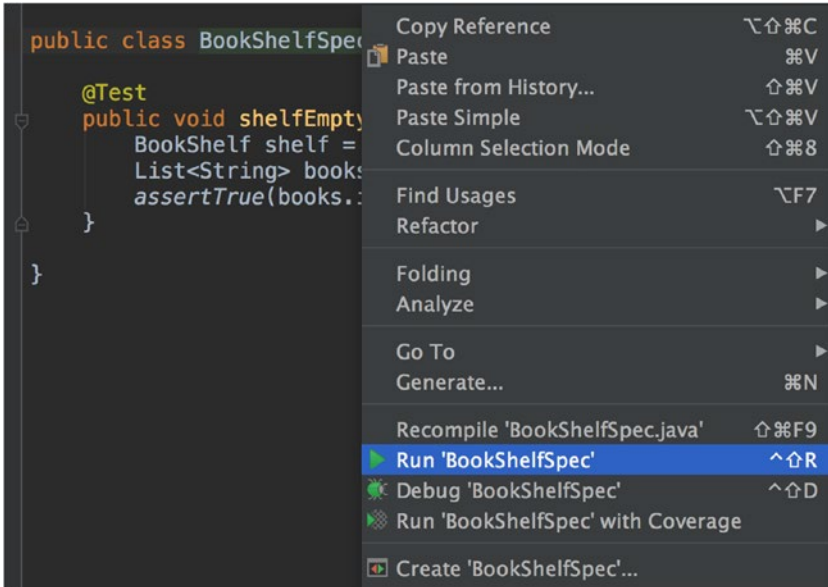 public class BookShelfSpec
@Test
public void shelfEmpty
BookShelf shelf =
List<String> books
assertTrue(books.
}
}
Copy Reference ⌥⇧⌘C
Paste ⌘V
Paste from History... ⇧⌘V
Paste Simple ⌥⇧⌘V
Column Selection Mode ⇧⌘8
Find Usages ⌥F7
Refactor
Folding
Analyze
Go To
Generate... ⌘N
Recompile 'BookShelfSpec.java' ⇧⌘F9
Run 'BookShelfSpec' ^⇧R
Debug 'BookShelfSpec' ^⇧D
Run 'BookShelfSpec' with Coverage
Create 'BookShelfSpec'...